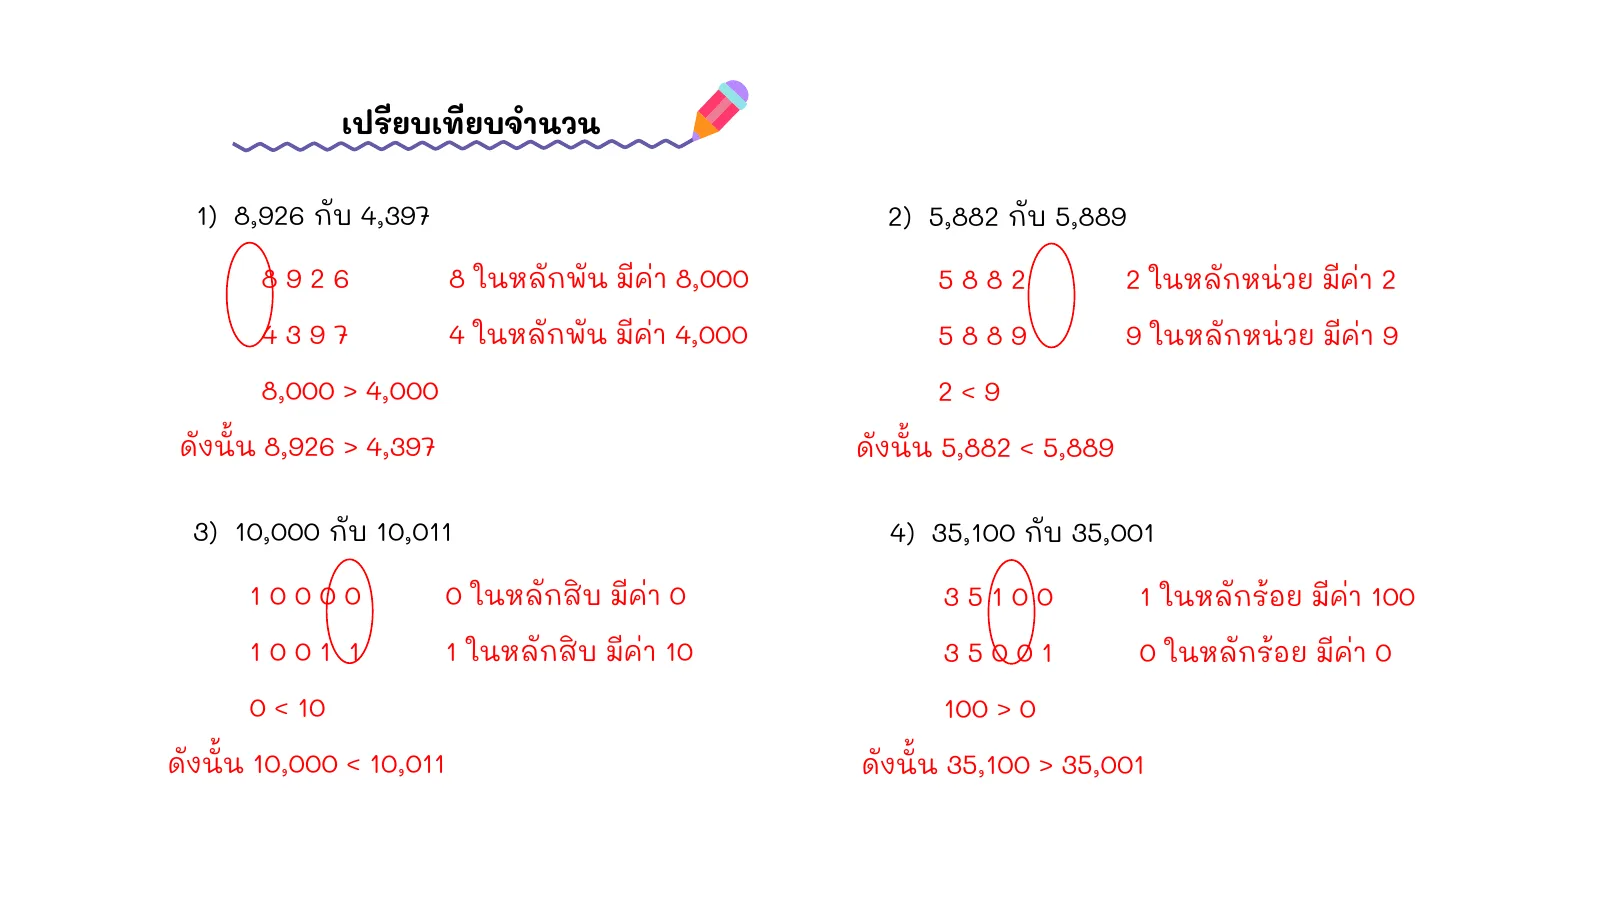 เปรียบเทียบจำนวน
1) 8,926 กับ 4,397
8 9 2 6 8 ในหลักพัน มีค่า 8,000
4 3 9 7 4 ในหลักพัน มีค่า 4,000
8,000 > 4,000
ดังนั้น 8,926 > 4,397
2) 5,882 กับ 5,889
5 8 8 2 2 ในหลักหน่วย มีค่า 2
5 8 8 9 9 ในหลักหน่วย มีค่า 9
2 < 9
ดังนั้น 5,882 < 5,889
3) 10,000 กับ 10,011
1 0 0 0 0 0 ในหลักสิบ มีค่า 0
1 0 0 1 1 1 ในหลักสิบ มีค่า 10
0 < 10
ดังนั้น 10,000 < 10,011
4) 35,100 กับ 35,001
3 5 1 0 0 1 ในหลักร้อย มีค่า 100
3 5 0 0 1 0 ในหลักร้อย มีค่า 0
100 > 0
ดังนั้น 35,100 > 35,001